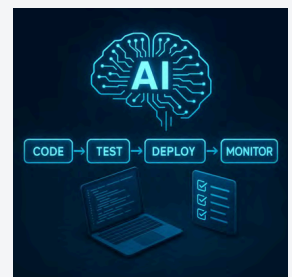 AI
CODE → TEST → DEPLOY → MONITOR